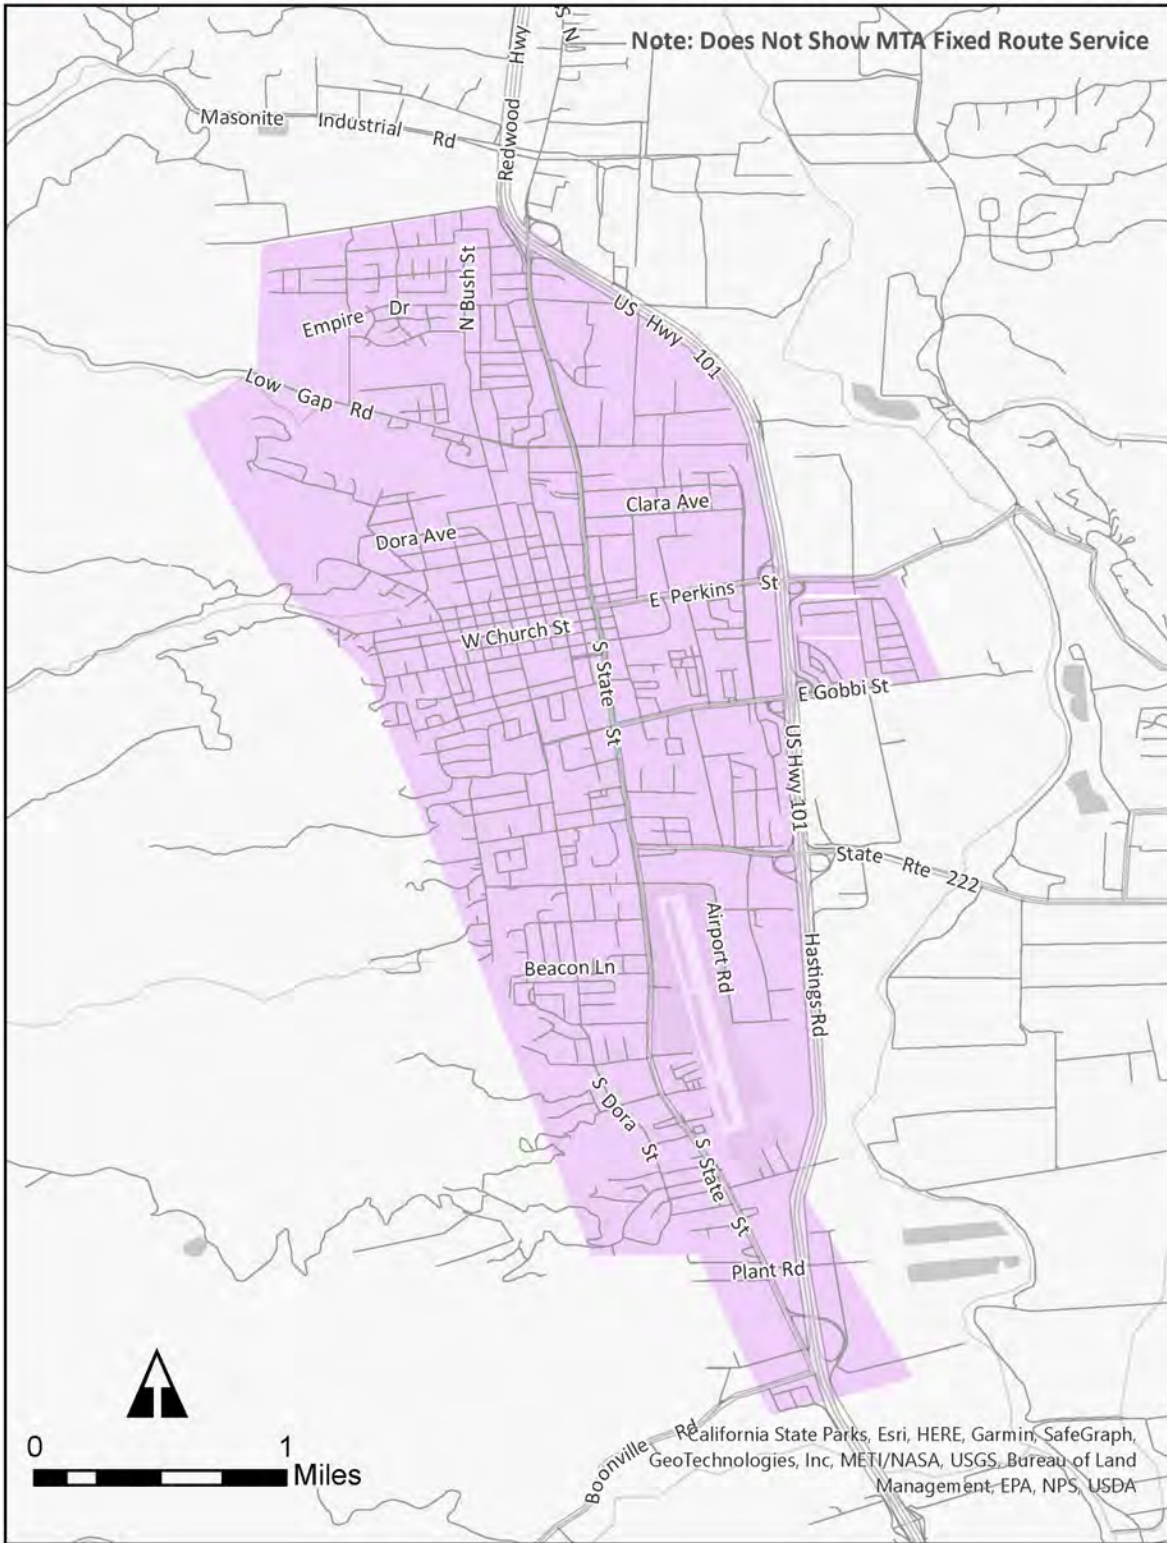 Note: Does Not Show MTA Fixed Route Service
S N
Redwood Hwy
Masonite Industrial Rd
N Bush St
Empire Dr
US Hwy 101
Low Gap Rd
Clara Ave
Dora Ave
E Perkins St
W Church St
S State St
E Gobbi St
US Hwy 101
State Rte 222
Airport Rd
Hastings Rd
Beacon Ln
S Dora St
S State St
Plant Rd
Boonville Rd
0 1
Miles
California State Parks, Esri, HERE, Garmin, SafeGraph,
GeoTechnologies, Inc, METI/NASA, USGS, Bureau of Land
Management, EPA, NPS, USDA